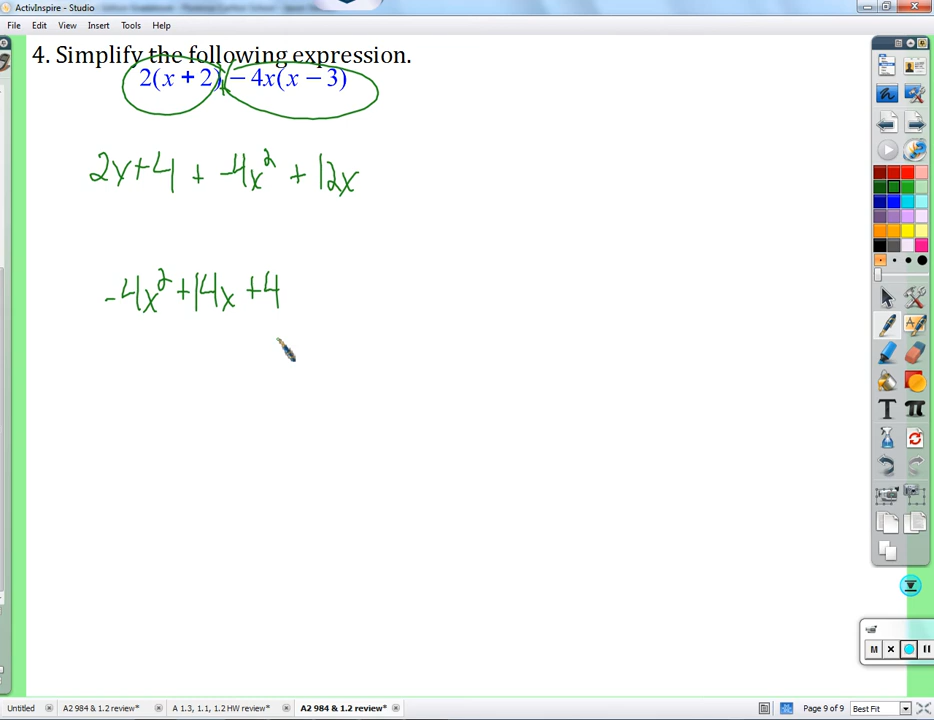 ActivInspire - Studio
File Edit View Insert Tools Help
4. Simplify the following expression.
2(x + 2) − 4x(x − 3)
2x+4 + -4x² + 12x
-4x² +14x +4
T π
M
Untitled A2 984 & 1.2 review* A 1.3, 1.1, 1.2 HW review* A2 984 & 1.2 review* Page 9 of 9 Best Fit